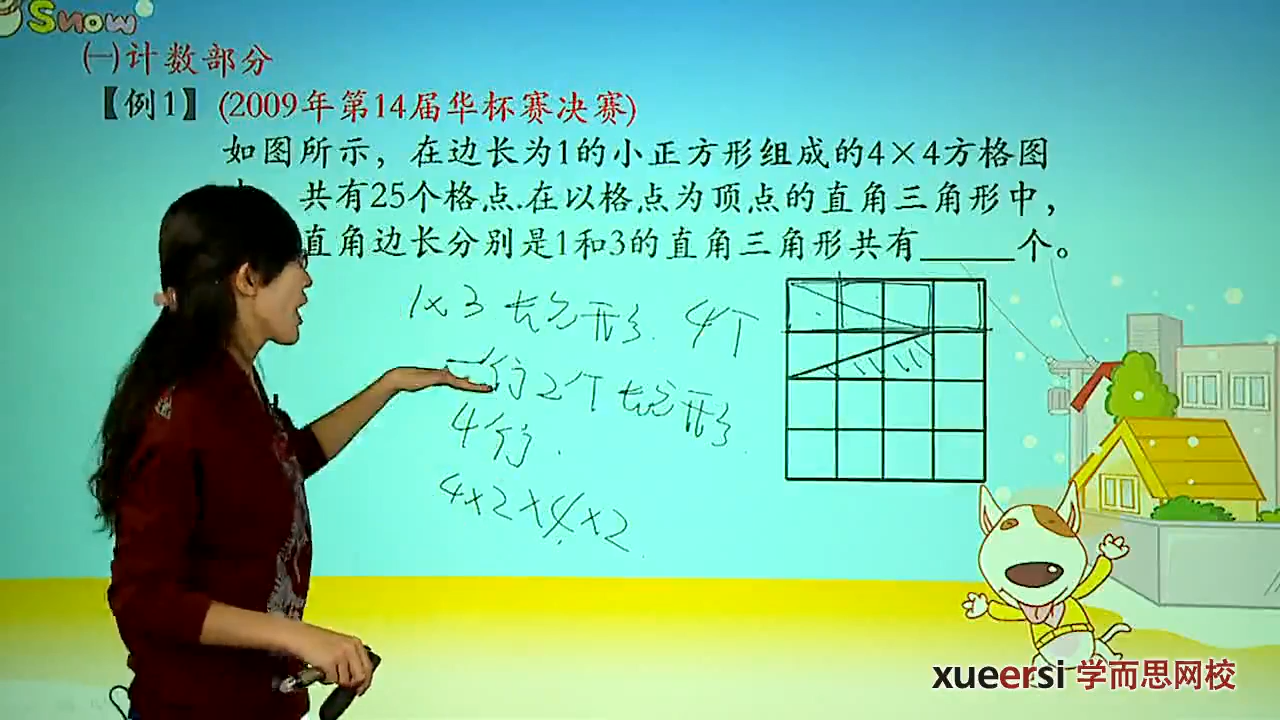 Snow
㈠计数部分
【例1】(2009年第14届华杯赛决赛)
如图所示，在边长为1的小正方形组成的4×4方格图
共有25个格点.在以格点为顶点的直角三角形中，
直角边长分别是1和3的直角三角形共有_____个。
1×3 长方形. 4个
一行2个长方形.
4行.
4×2×4×2.
xueersi 学而思网校